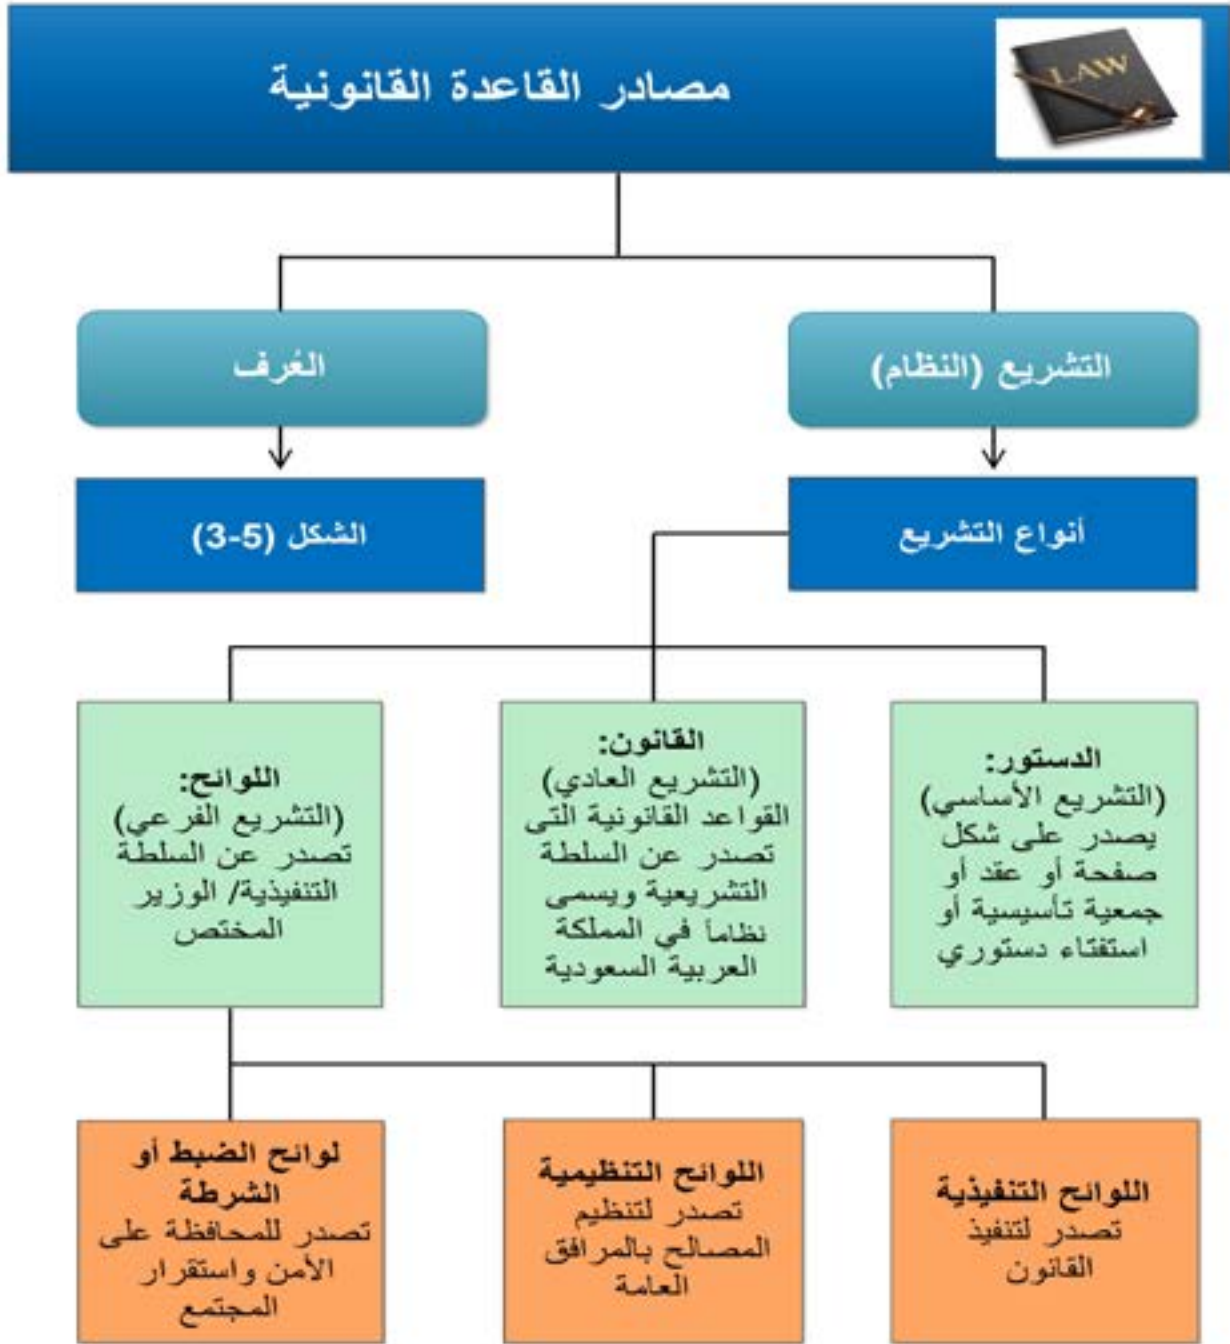 مصادر القاعدة القانونية
LAW
التشريع (النظام)
العُرف
أنواع التشريع
الشكل (5-3)
الدستور:
(التشريع الأساسي)
يصدر على شكل
صفحة أو عقد أو
جمعية تأسيسية أو
استفتاء دستوري
القانون:
(التشريع العادي)
القواعد القانونية التى
تصدر عن السلطة
التشريعية ويسمى
نظاماً في المملكة
العربية السعودية
اللوائح:
(التشريع الفرعي)
تصدر عن السلطة
التنفيذية/ الوزير
المختص
اللوائح التنفيذية
تصدر لتنفيذ
القانون
اللوائح التنظيمية
تصدر لتنظيم
المصالح بالمرافق
العامة
لوائح الضبط أو
الشرطة
تصدر للمحافظة على
الأمن واستقرار
المجتمع